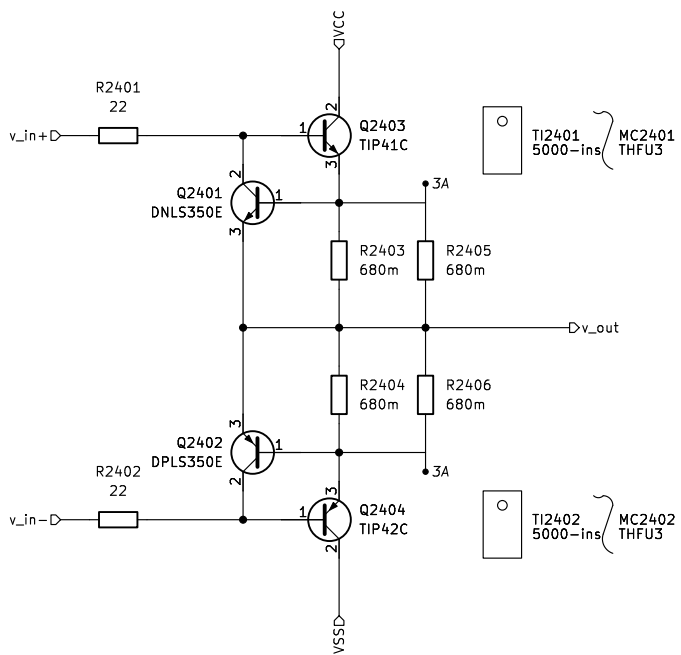 VCC
R2401
22
v_in+
1
2
3
Q2403
TIP41C
TI2401
5000-ins
MC2401
THFU3
Q2401
DNLS350E
2
1
3
3A
R2403
680m
R2405
680m
v_out
R2404
680m
R2406
680m
Q2402
DPLS350E
3
1
2
3A
R2402
22
v_in-
1
3
2
Q2404
TIP42C
TI2402
5000-ins
MC2402
THFU3
VSS